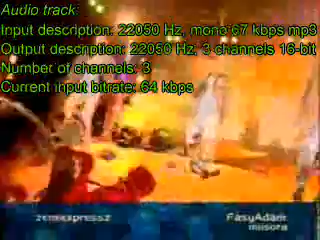 Audio track:
Input description: 22050 Hz, mono 67 kbps mp3
Output description: 22050 Hz, 3 channels 16-bit
Number of channels: 3
Current input bitrate: 64 kbps
zeneexpressz
FásyÁdám
műsora